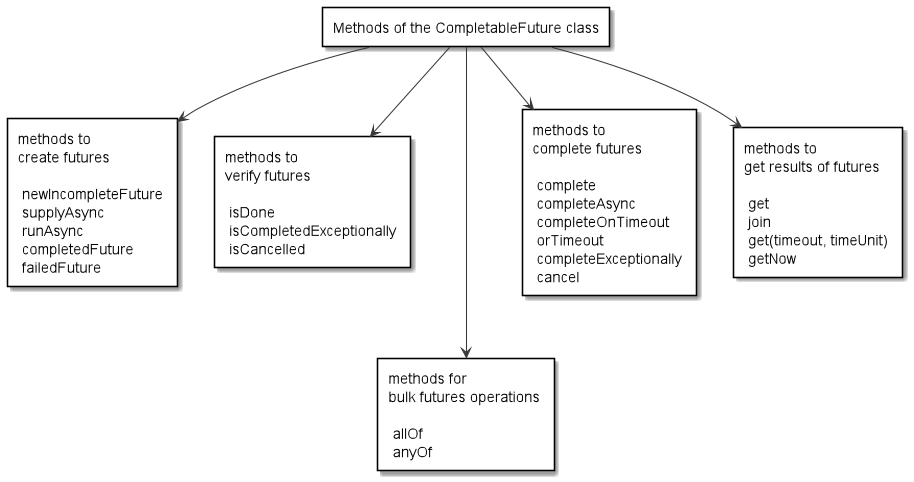 Methods of the CompletableFuture class
methods to
create futures
newIncompleteFuture
supplyAsync
runAsync
completedFuture
failedFuture
methods to
verify futures
isDone
isCompletedExceptionally
isCancelled
methods to
complete futures
complete
completeAsync
completeOnTimeout
orTimeout
completeExceptionally
cancel
methods to
get results of futures
get
join
get(timeout, timeUnit)
getNow
methods for
bulk futures operations
allOf
anyOf